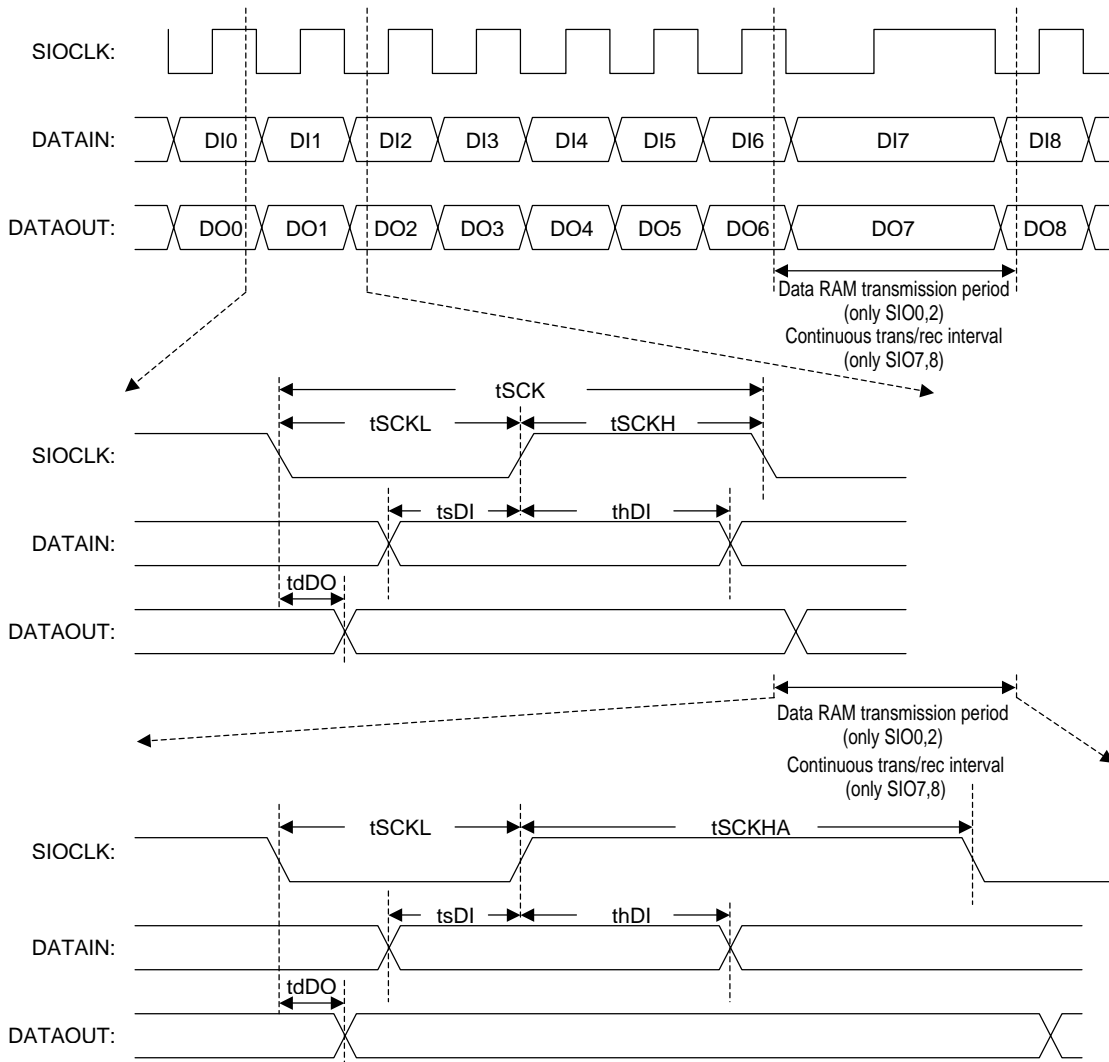 SIOCLK:
DATAIN: DI0 DI1 DI2 DI3 DI4 DI5 DI6 DI7 DI8
DATAOUT: DO0 DO1 DO2 DO3 DO4 DO5 DO6 DO7 DO8
Data RAM transmission period
(only SIO0,2)
Continuous trans/rec interval
(only SIO7,8)
tSCK
tSCKL tSCKH
SIOCLK:
tsDI thDI
DATAIN:
tdDO
DATAOUT:
Data RAM transmission period
(only SIO0,2)
Continuous trans/rec interval
(only SIO7,8)
tSCKL tSCKHA
SIOCLK:
tsDI thDI
DATAIN:
tdDO
DATAOUT: